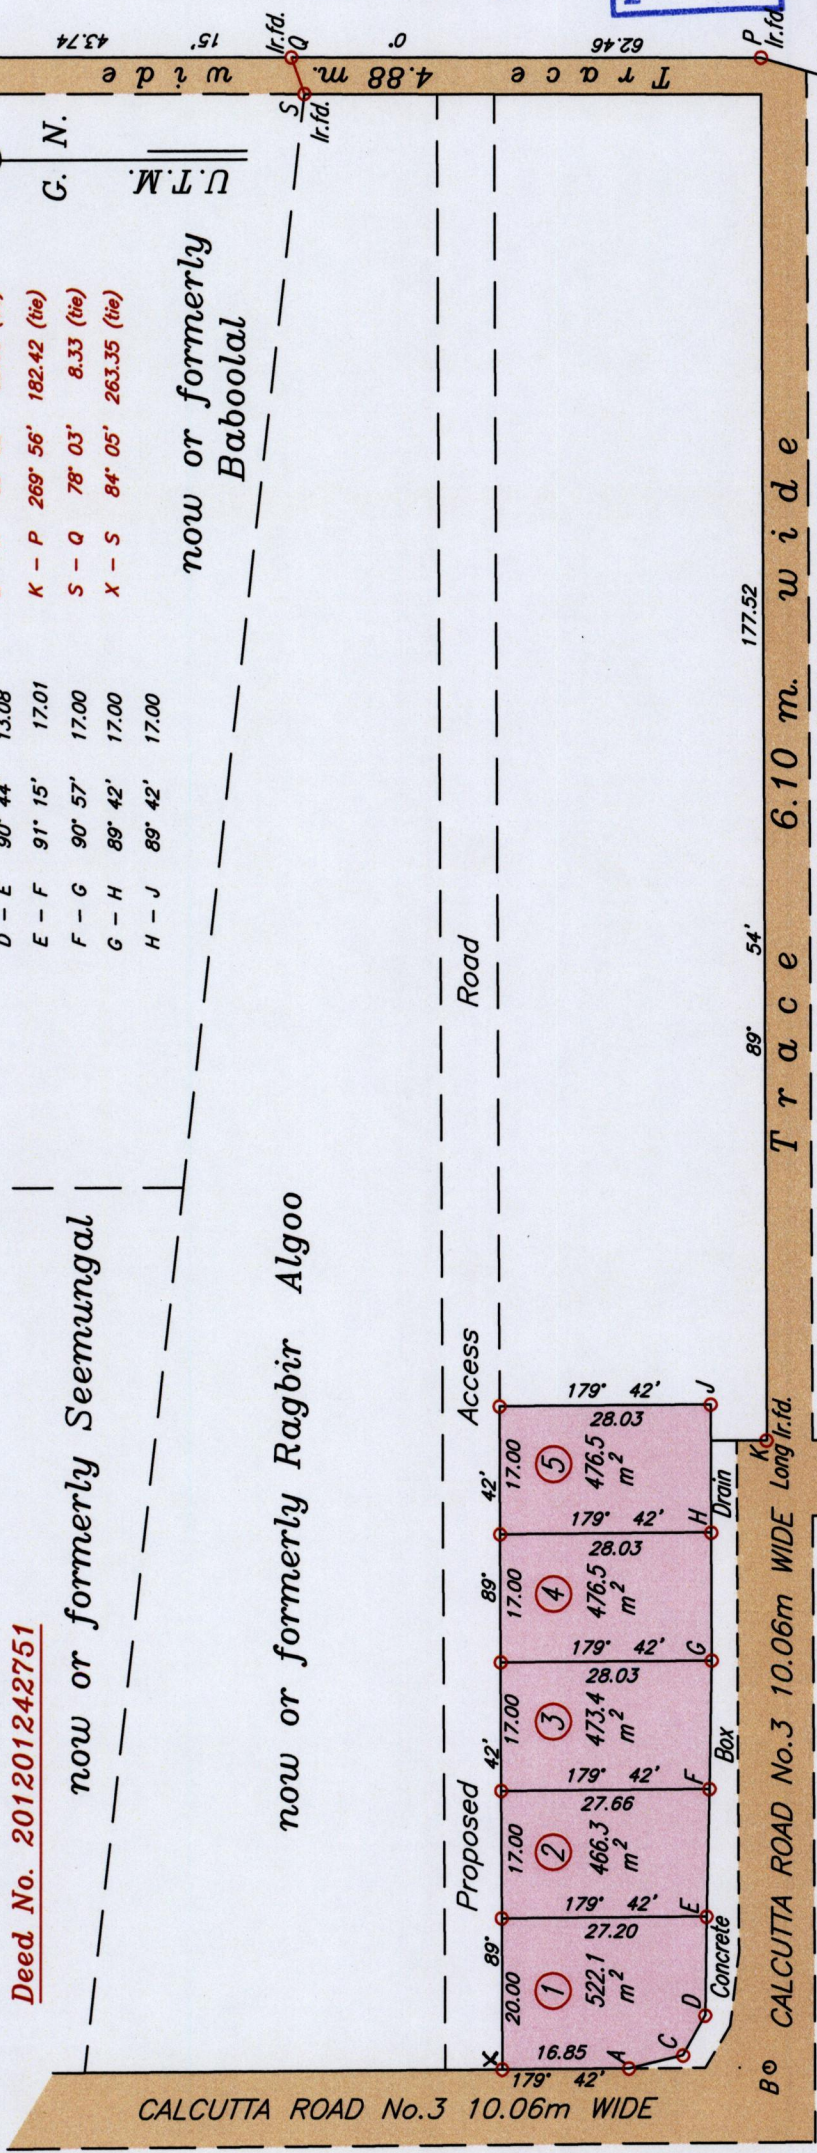 Deed No. 201201242751
D – E 90° 44' 13.08
E – F 91° 15' 17.01
F – G 90° 57' 17.00
G – H 89° 42' 17.00
H – J 89° 42' 17.00
K – P 269° 56' 182.42 (tie)
S – Q 78° 03' 8.33 (tie)
X – S 84° 05' 263.35 (tie)
G. N.
U.T.M.
now or formerly Seemungal
now or formerly
Baboolal
now or formerly Ragbir Algoo
Proposed Access Road
X
89° 42' 89° 42'
20.00
17.00
17.00
17.00
17.00
179° 42'
16.85
1
522.1
m²
179° 42'
27.20
2
466.3
m²
179° 42'
27.66
3
473.4
m²
179° 42'
28.03
4
476.5
m²
179° 42'
28.03
5
476.5
m²
179° 42'
28.03
A
C
D
E
F
G
H
J
Concrete Box Drain
B
K
Long Ir.fd.
CALCUTTA ROAD No.3 10.06m WIDE
CALCUTTA ROAD No.3 10.06m WIDE
89° 54' 177.52
Trace 6.10 m. wide
Trace 4.88 m. wide
43.74
15'
Ir.fd.
Q
S
Ir.fd.
0°
62.46
P
Ir.fd.